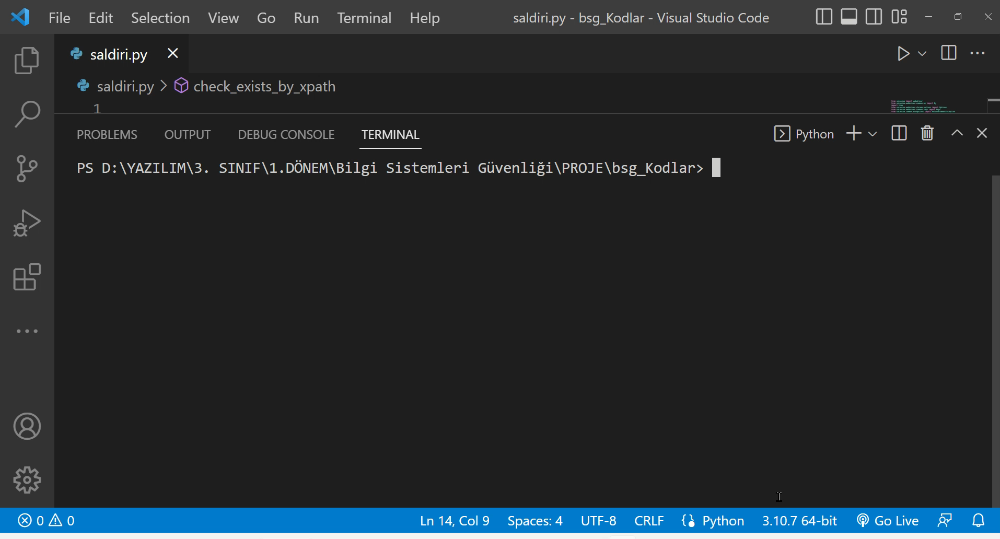 File Edit Selection View Go Run Terminal Help saldiri.py - bsg_Kodlar - Visual Studio Code
saldiri.py
saldiri.py > check_exists_by_xpath
1
PROBLEMS OUTPUT DEBUG CONSOLE TERMINAL Python
PS D:\YAZILIM\3. SINIF\1.DÖNEM\Bilgi Sistemleri Güvenliği\PROJE\bsg_Kodlar>
0 0 Ln 14, Col 9 Spaces: 4 UTF-8 CRLF Python 3.10.7 64-bit Go Live